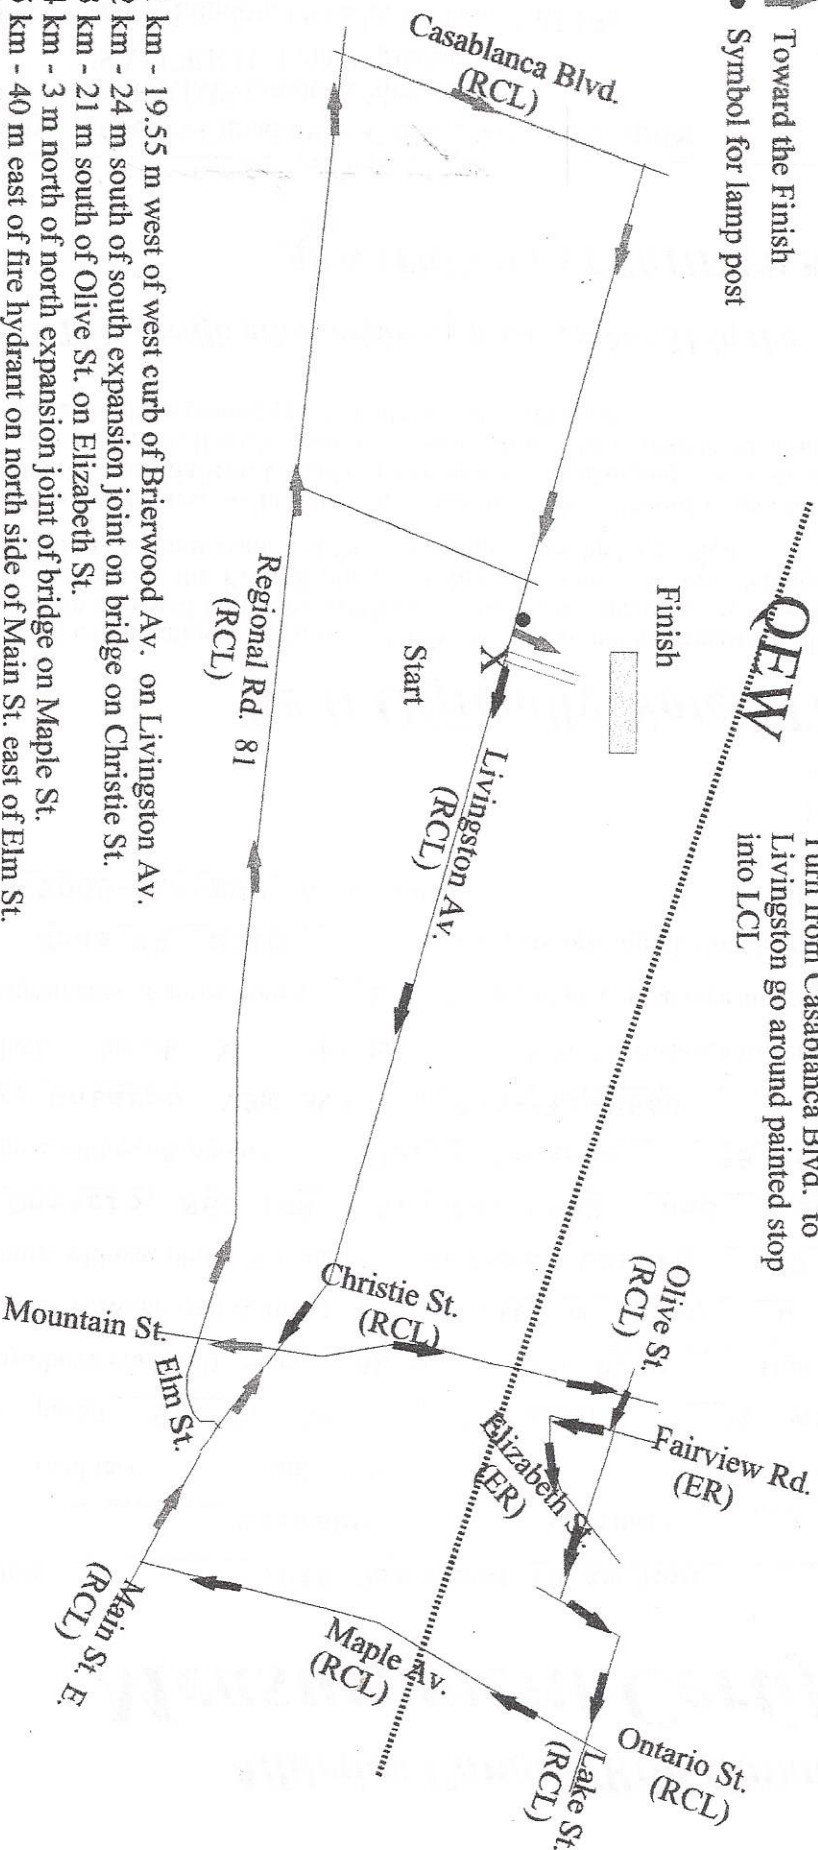 Toward the Finish
Symbol for lamp post
Turn from Casablanca Blvd. to
Livingston go around painted stop
into LCL
QEW
Casablanca Blvd.
(RCL)
Finish
X
Start
Livingston Av.
(RCL)
Regional Rd. 81
(RCL)
Olive St.
(RCL)
Christie St.
(RCL)
Fairview Rd.
(ER)
Elizabeth St.
(ER)
Mountain St.
Elm St.
Ontario St.
(RCL)
Lake St.
(RCL)
Maple Av.
(RCL)
Main St. E.
(RCL)
km - 19.55 m west of west curb of Brierwood Av. on Livingston Av.
km - 24 m south of south expansion joint on bridge on Christie St.
km - 21 m south of Olive St. on Elizabeth St.
km - 3 m north of north expansion joint of bridge on Maple St.
km - 40 m east of fire hydrant on north side of Main St. east of Elm St.